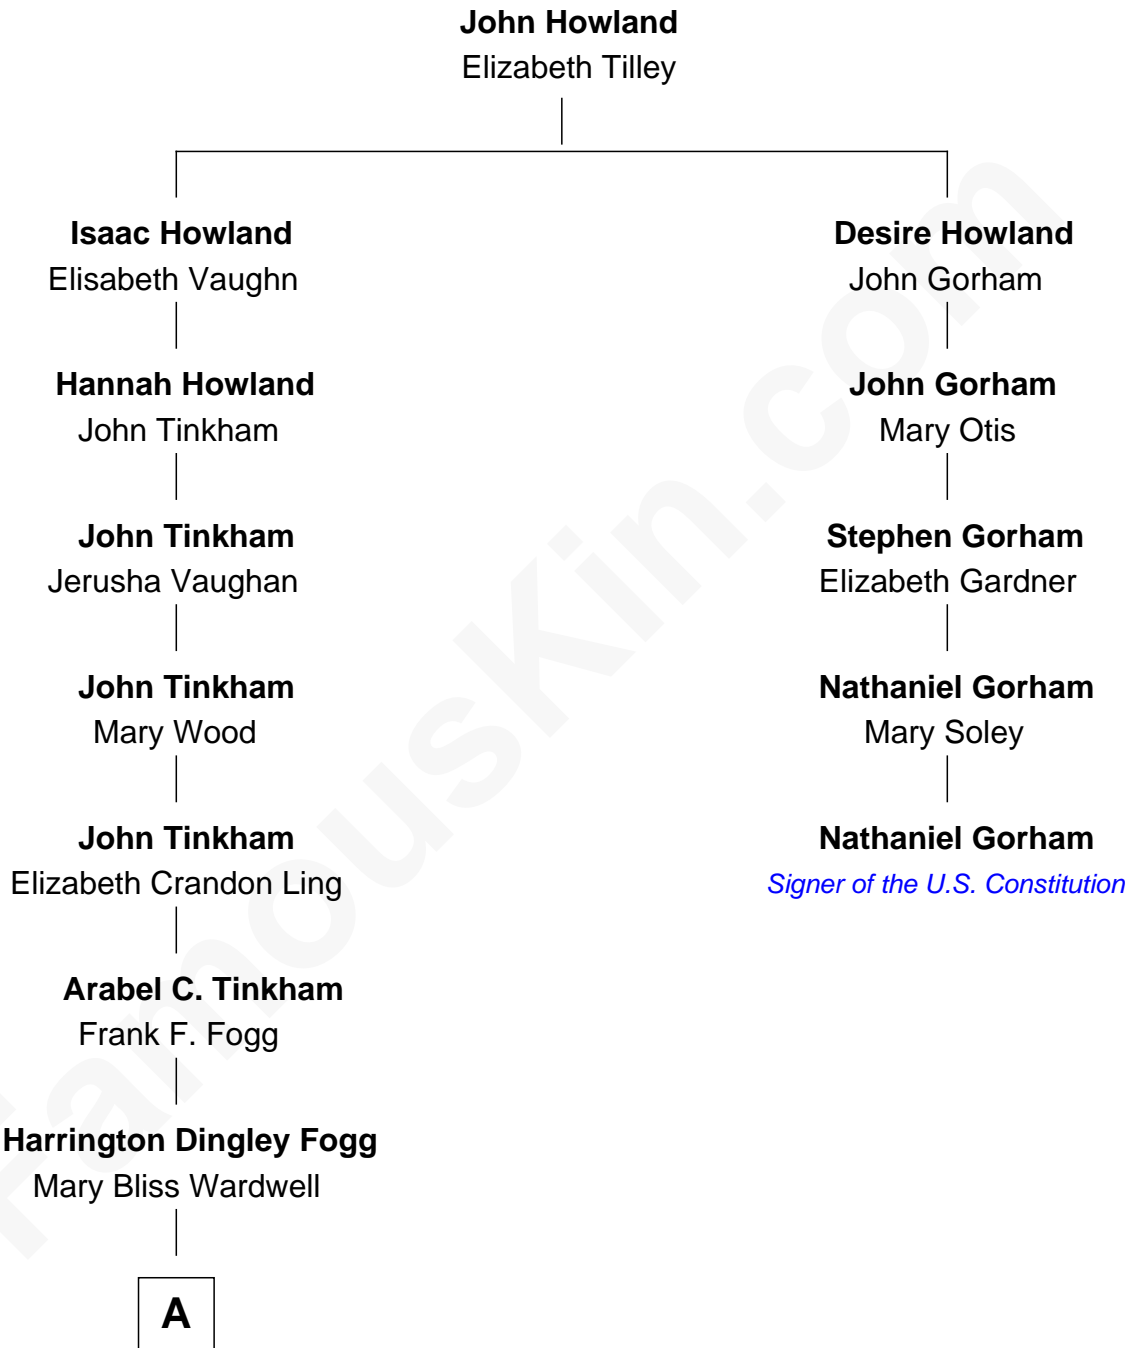 John Howland
Elizabeth Tilley
Isaac Howland
Elisabeth Vaughn
Desire Howland
John Gorham
Hannah Howland
John Tinkham
John Gorham
Mary Otis
John Tinkham
Jerusha Vaughan
Stephen Gorham
Elizabeth Gardner
John Tinkham
Mary Wood
Nathaniel Gorham
Mary Soley
John Tinkham
Elizabeth Crandon Ling
Nathaniel Gorham
Signer of the U.S. Constitution
Arabel C. Tinkham
Frank F. Fogg
Harrington Dingley Fogg
Mary Bliss Wardwell
A
FamousKin.com